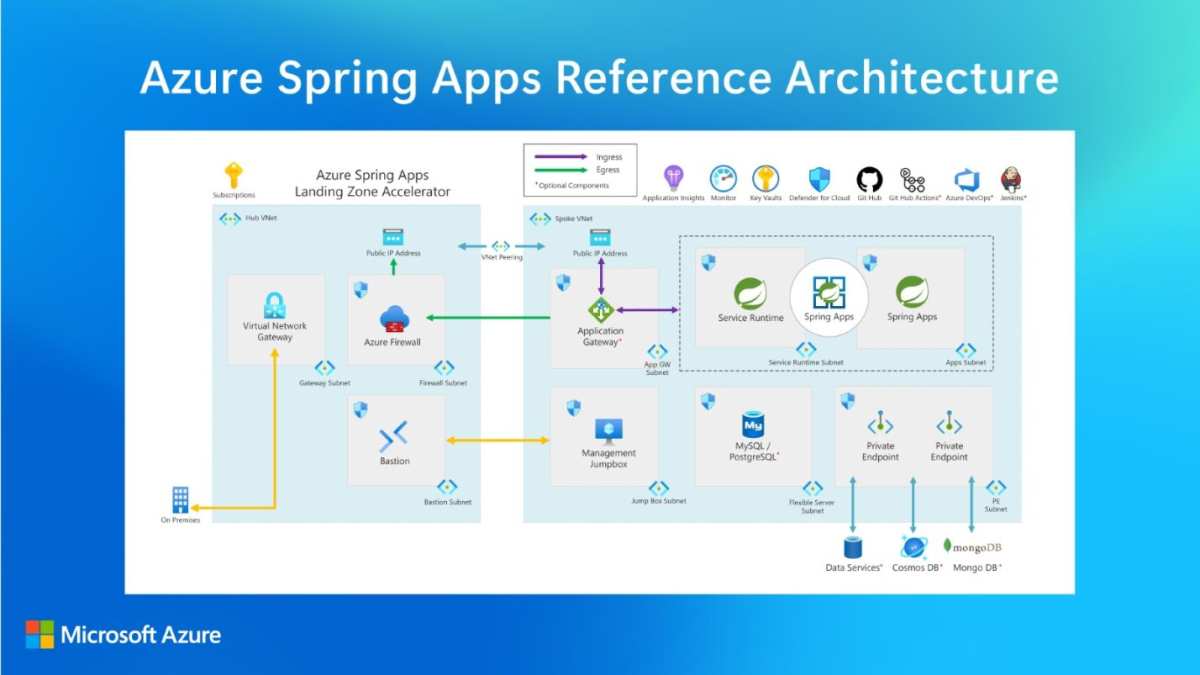 Azure Spring Apps Reference Architecture
Subscriptions
Azure Spring Apps
Landing Zone Accelerator
Ingress
Egress
*Optional Components
Application Insights
Monitor
Key Vaults
Defender for Cloud
Git Hub
Git Hub Actions*
Azure DevOps*
Jenkins*
Hub VNet
Public IP Address
VNet Peering
Spoke VNet
Public IP Address
Virtual Network
Gateway
Gateway Subnet
Azure Firewall
Firewall Subnet
Application
Gateway*
App GW
Subnet
Service Runtime
Service Runtime Subnet
Spring Apps
Spring Apps
Apps Subnet
Bastion
Bastion Subnet
Management
Jumpbox
Jump Box Subnet
My
MySQL /
PostgreSQL*
Flexible Server
Subnet
Private
Endpoint
Private
Endpoint
PE
Subnet
On Premises
Data Services*
Cosmos DB*
mongoDB
Mongo DB*
Microsoft Azure